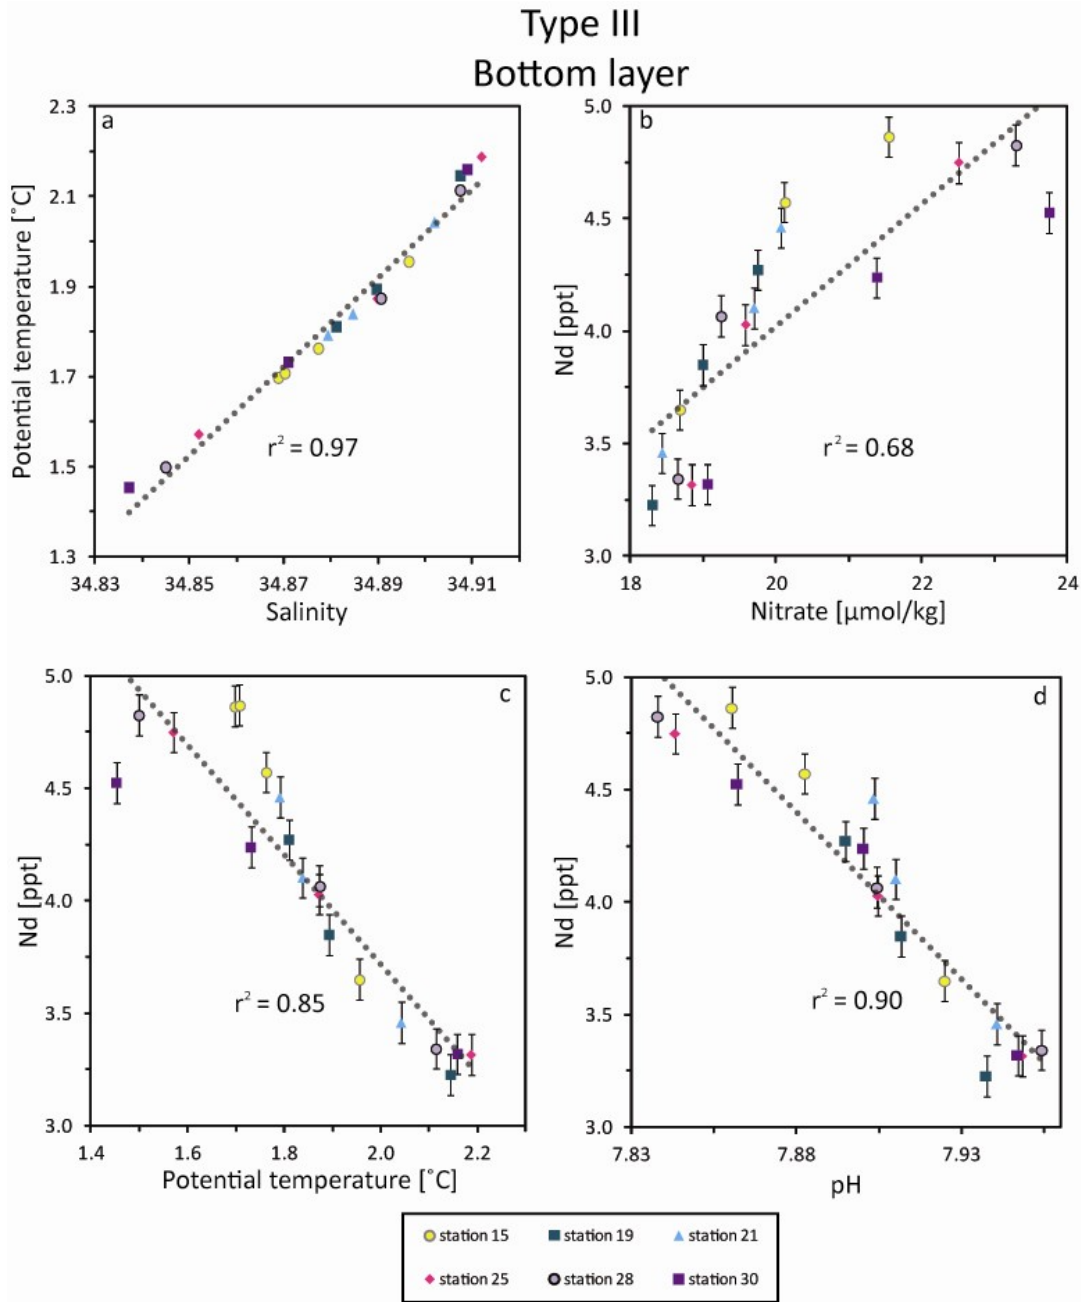 Type III
Bottom layer
a
2.3
2.1
1.9
1.7
1.5
1.3
Potential temperature [˚C]
r² = 0.97
34.83 34.85 34.87 34.89 34.91
Salinity
b
5.0
4.5
4.0
3.5
3.0
Nd [ppt]
r² = 0.68
18 20 22 24
Nitrate [μmol/kg]
c
5.0
4.5
4.0
3.5
3.0
Nd [ppt]
r² = 0.85
1.4 1.6 1.8 2.0 2.2
Potential temperature [˚C]
d
5.0
4.5
4.0
3.5
3.0
Nd [ppt]
r² = 0.90
7.83 7.88 7.93
pH
station 15 station 19 station 21
station 25 station 28 station 30